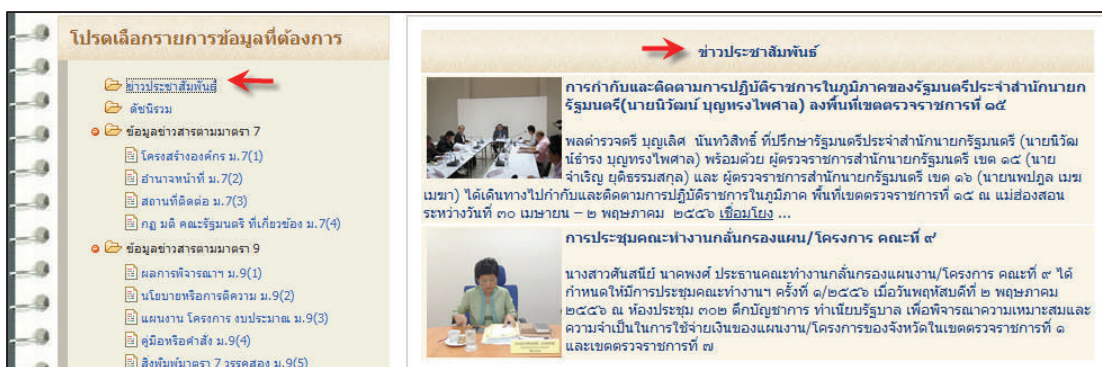 โปรดเลือกรายการข้อมูลที่ต้องการ
ข่าวประชาสัมพันธ์
ดัชนีรวม
ข้อมูลข่าวสารตามมาตรา 7
โครงสร้างองค์กร ม.7(1)
อำนาจหน้าที่ ม.7(2)
สถานที่ติดต่อ ม.7(3)
กฎ มติ คณะรัฐมนตรี ที่เกี่ยวข้อง ม.7(4)
ข้อมูลข่าวสารตามมาตรา 9
ผลการพิจารณาฯ ม.9(1)
นโยบายหรือการตีความ ม.9(2)
แผนงาน โครงการ งบประมาณ ม.9(3)
คู่มือหรือคำสั่ง ม.9(4)
สิ่งพิมพ์มาตรา 7 วรรคสอง ม.9(5)
ข่าวประชาสัมพันธ์
การกำกับและติดตามการปฏิบัติราชการในภูมิภาคของรัฐมนตรีประจำสำนักนายก
รัฐมนตรี(นายนิวัฒน์ บุญทรงไพศาล) ลงพื้นที่เขตตรวจราชการที่ ๑๕
พลตำรวจตรี บุญเลิศ นันทวิสิทธิ์ ที่ปรึกษารัฐมนตรีประจำสำนักนายกรัฐมนตรี (นายนิวัฒ
น์ธำรง บุญทรงไพศาล) พร้อมด้วย ผู้ตรวจราชการสำนักนายกรัฐมนตรี เขต ๑๕ (นาย
จำเริญ ยุติธรรมสกุล) และ ผู้ตรวจราชการสำนักนายกรัฐมนตรี เขต ๑๖ (นายนพปฎล เมฆ
เมฆา) ได้เดินทางไปกำกับและติดตามการปฏิบัติราชการในภูมิภาค พื้นที่เขตตรวจราชการที่ ๑๕ ณ แม่ฮ่องสอน
ระหว่างวันที่ ๓๐ เมษายน – ๒ พฤษภาคม ๒๕๕๖ เชื่อมโยง ...
การประชุมคณะทำงานกลั่นกรองแผน/โครงการ คณะที่ ๙
นางสาวศันสนีย์ นาคพงศ์ ประธานคณะทำงานกลั่นกรองแผนงาน/โครงการ คณะที่ ๙ ได้
กำหนดให้มีการประชุมคณะทำงานฯ ครั้งที่ ๑/๒๕๕๖ เมื่อวันพฤหัสบดีที่ ๒ พฤษภาคม
๒๕๕๖ ณ ห้องประชุม ๓๐๒ ตึกบัญชาการ ทำเนียบรัฐบาล เพื่อพิจารณาความเหมาะสมและ
ความจำเป็นในการใช้จ่ายเงินของแผนงาน/โครงการของจังหวัดในเขตตรวจราชการที่ ๑
และเขตตรวจราชการที่ ๗